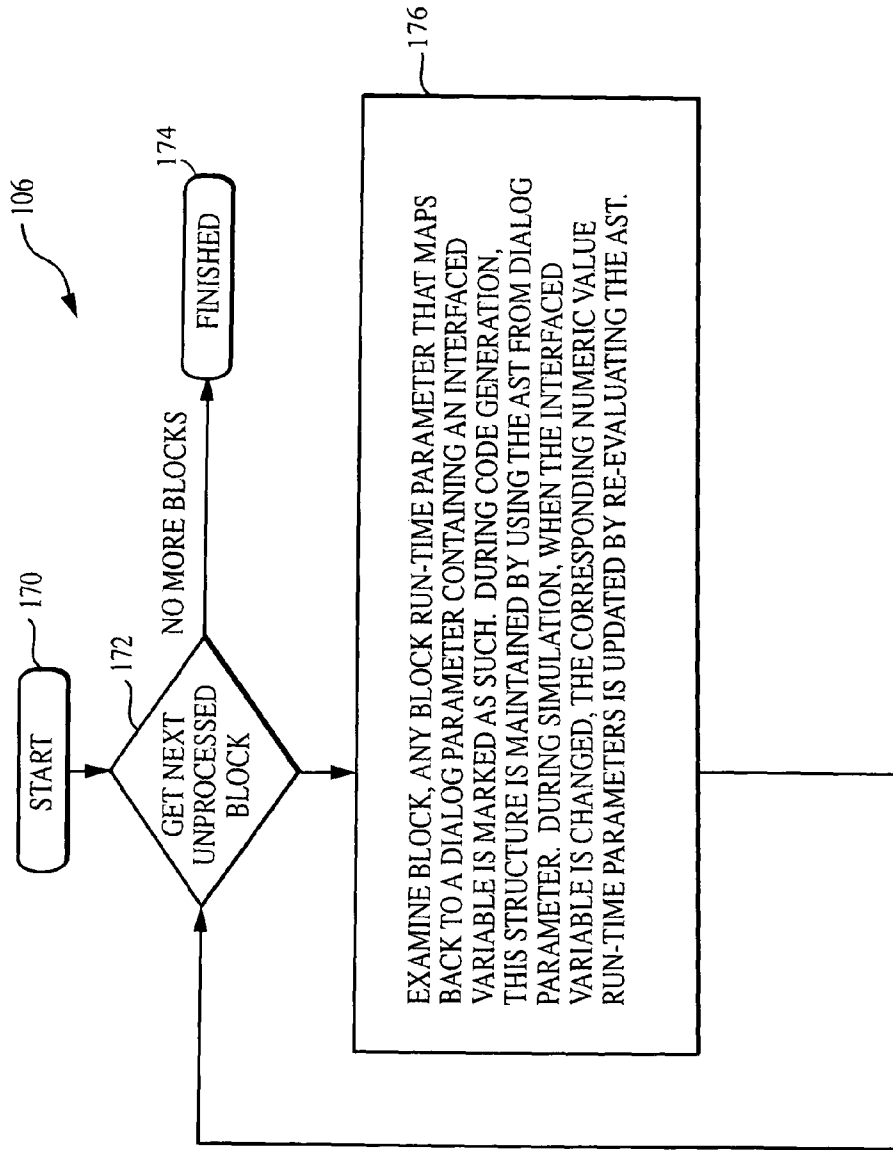 106
START
170
GET NEXT
UNPROCESSED
BLOCK
172
NO MORE BLOCKS
FINISHED
174
EXAMINE BLOCK, ANY BLOCK RUN-TIME PARAMETER THAT MAPS
BACK TO A DIALOG PARAMETER CONTAINING AN INTERFACED
VARIABLE IS MARKED AS SUCH. DURING CODE GENERATION,
THIS STRUCTURE IS MAINTAINED BY USING THE AST FROM DIALOG
PARAMETER. DURING SIMULATION, WHEN THE INTERFACED
VARIABLE IS CHANGED, THE CORRESPONDING NUMERIC VALUE
RUN-TIME PARAMETERS IS UPDATED BY RE-EVALUATING THE AST.
176